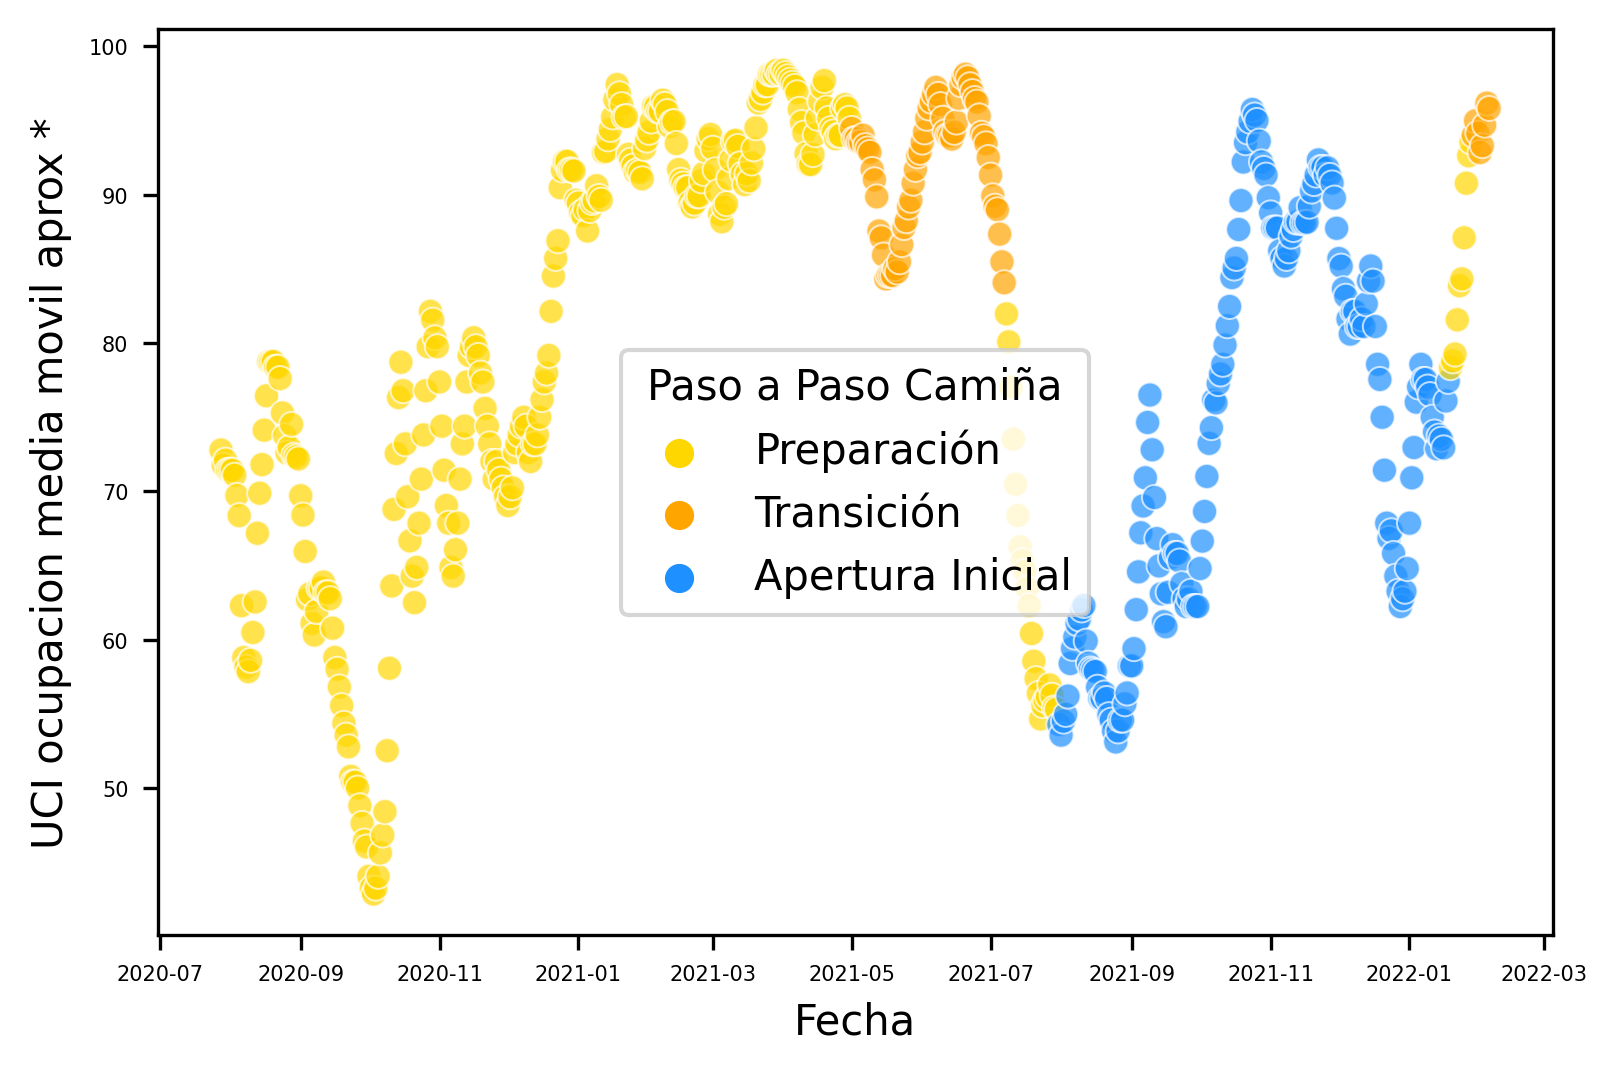 UCI ocupacion media movil aprox *
100
90
80
70
60
50
Paso a Paso Camiña
Preparación
Transición
Apertura Inicial
2020-07 2020-09 2020-11 2021-01 2021-03 2021-05 2021-07 2021-09 2021-11 2022-01 2022-03
Fecha